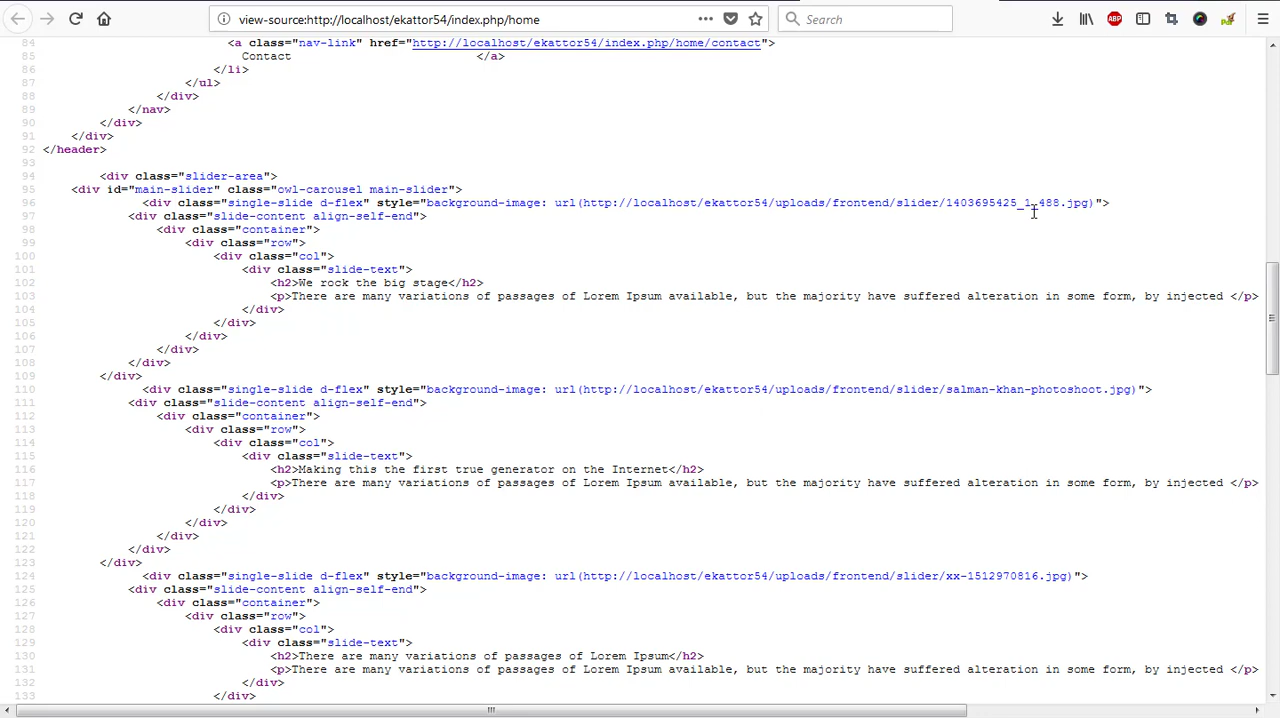 view-source:http://localhost/ekattor54/index.php/home
Search
84 <a class="nav-link" href="http://localhost/ekattor54/index.php/home/contact">
85 Contact </a>
86 </li>
87 </ul>
88 </div>
89 </nav>
90 </div>
91 </div>
92 </header>
93
94 <div class="slider-area">
95 <div id="main-slider" class="owl-carousel main-slider">
96 <div class="single-slide d-flex" style="background-image: url(http://localhost/ekattor54/uploads/frontend/slider/1403695425_1-488.jpg)">
97 <div class="slide-content align-self-end">
98 <div class="container">
99 <div class="row">
100 <div class="col">
101 <div class="slide-text">
102 <h2>We rock the big stage</h2>
103 <p>There are many variations of passages of Lorem Ipsum available, but the majority have suffered alteration in some form, by injected </p>
104 </div>
105 </div>
106 </div>
107 </div>
108 </div>
109 </div>
110 <div class="single-slide d-flex" style="background-image: url(http://localhost/ekattor54/uploads/frontend/slider/salman-khan-photoshoot.jpg)">
111 <div class="slide-content align-self-end">
112 <div class="container">
113 <div class="row">
114 <div class="col">
115 <div class="slide-text">
116 <h2>Making this the first true generator on the Internet</h2>
117 <p>There are many variations of passages of Lorem Ipsum available, but the majority have suffered alteration in some form, by injected </p>
118 </div>
119 </div>
120 </div>
121 </div>
122 </div>
123 </div>
124 <div class="single-slide d-flex" style="background-image: url(http://localhost/ekattor54/uploads/frontend/slider/xx-1512970816.jpg)">
125 <div class="slide-content align-self-end">
126 <div class="container">
127 <div class="row">
128 <div class="col">
129 <div class="slide-text">
130 <h2>There are many variations of passages of Lorem Ipsum</h2>
131 <p>There are many variations of passages of Lorem Ipsum available, but the majority have suffered alteration in some form, by injected </p>
132 </div>
133 </div>